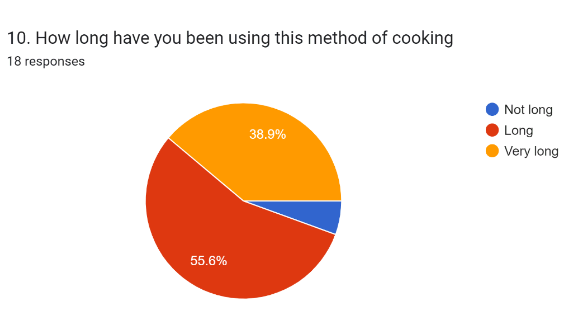 10. How long have you been using this method of cooking
18 responses
38.9%
55.6%
Not long
Long
Very long